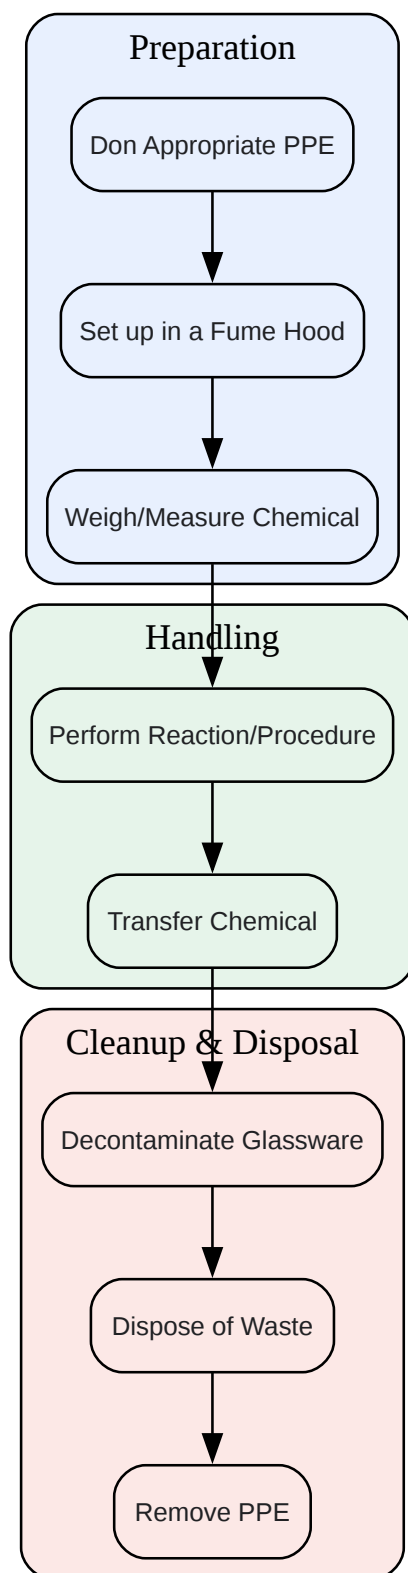 Preparation
Don Appropriate PPE
Set up in a Fume Hood
Weigh/Measure Chemical
Handling
Perform Reaction/Procedure
Transfer Chemical
Cleanup & Disposal
Decontaminate Glassware
Dispose of Waste
Remove PPE